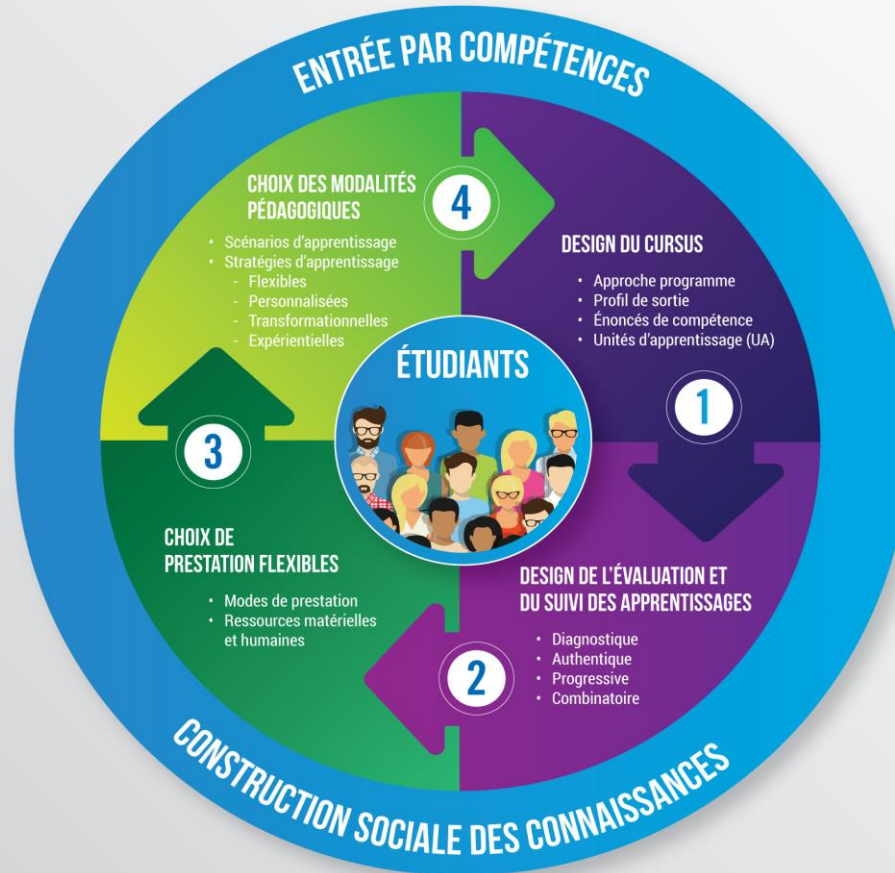 ENTRÉE PAR COMPÉTENCES
CHOIX DES MODALITÉS
PÉDAGOGIQUES
• Scénarios d'apprentissage
• Stratégies d'apprentissage
- Flexibles
- Personnalisées
- Transformationnelles
- Expérientielles
4
DESIGN DU CURSUS
• Approche programme
• Profil de sortie
• Énoncés de compétence
• Unités d'apprentissage (UA)
1
ÉTUDIANTS
3
CHOIX DE
PRESTATION FLEXIBLES
• Modes de prestation
• Ressources matérielles
et humaines
DESIGN DE L'ÉVALUATION ET
DU SUIVI DES APPRENTISSAGES
• Diagnostique
• Authentique
• Progressive
• Combinatoire
2
CONSTRUCTION SOCIALE DES CONNAISSANCES